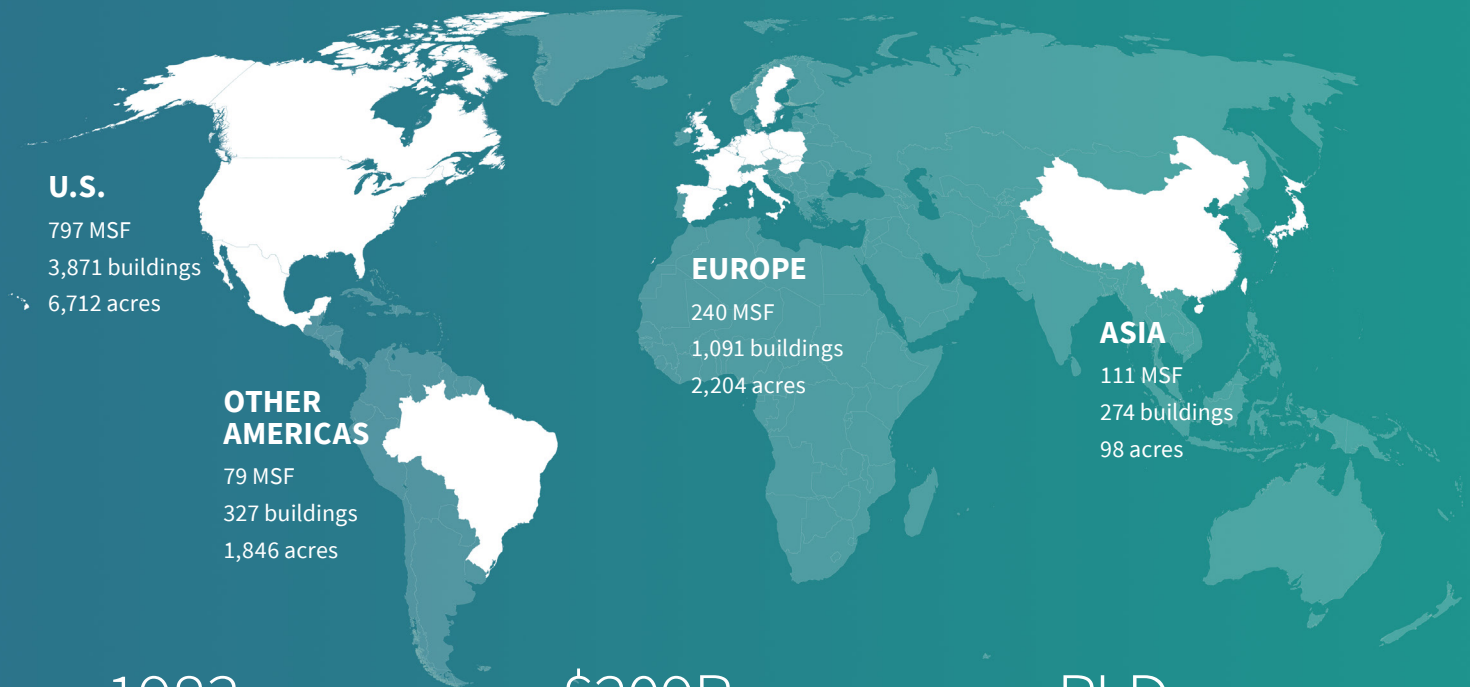 U.S.
797 MSF
3,871 buildings
6,712 acres
OTHER
AMERICAS
79 MSF
327 buildings
1,846 acres
EUROPE
240 MSF
1,091 buildings
2,204 acres
ASIA
111 MSF
274 buildings
98 acres